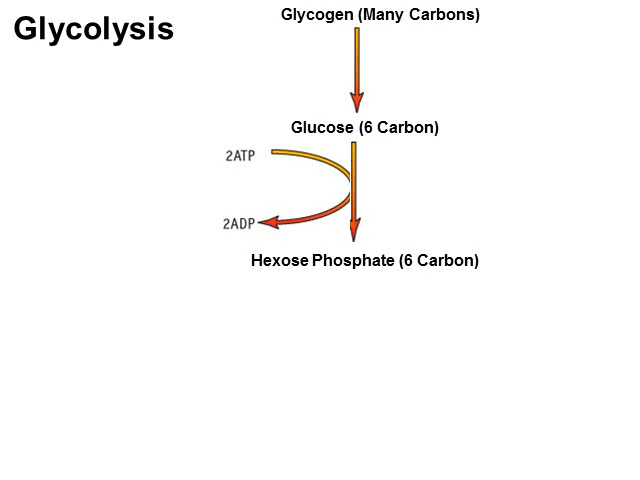 Glycolysis
Glycogen (Many Carbons)
Glucose (6 Carbon)
2ATP
2ADP
Hexose Phosphate (6 Carbon)